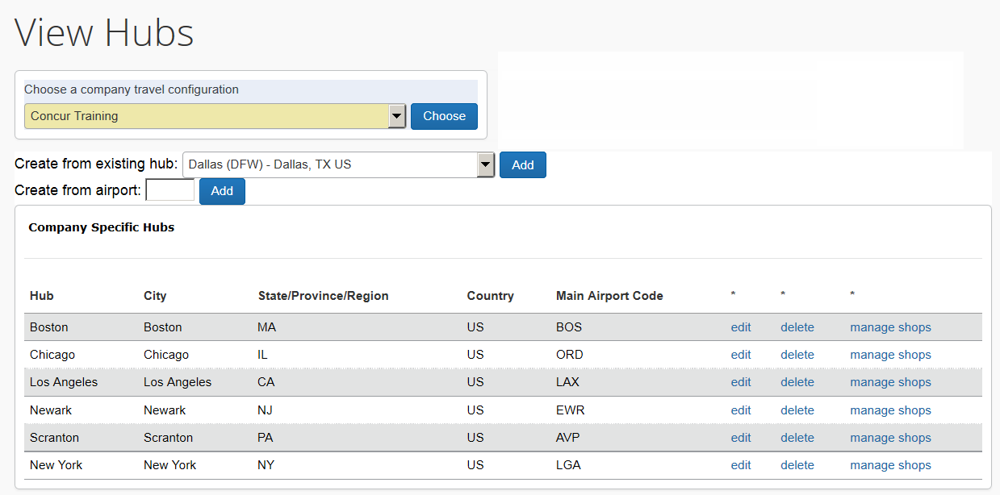 View Hubs
Choose a company travel configuration
Concur Training Choose
Create from existing hub: Dallas (DFW) - Dallas, TX US Add
Create from airport: Add
Company Specific Hubs
Hub City State/Province/Region Country Main Airport Code * * *
Boston Boston MA US BOS edit delete manage shops
Chicago Chicago IL US ORD edit delete manage shops
Los Angeles Los Angeles CA US LAX edit delete manage shops
Newark Newark NJ US EWR edit delete manage shops
Scranton Scranton PA US AVP edit delete manage shops
New York New York NY US LGA edit delete manage shops